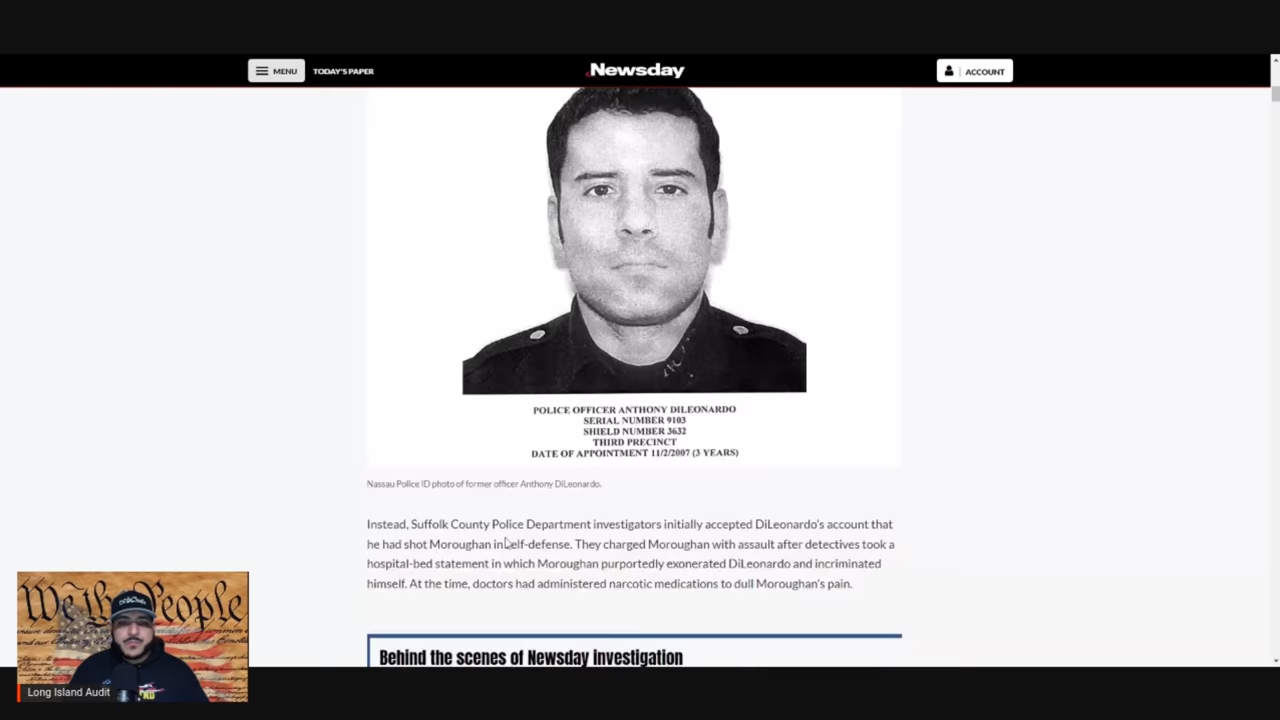 MENU
TODAY'S PAPER
Newsday
ACCOUNT
POLICE OFFICER ANTHONY DILEONARDO
SERIAL NUMBER 9103
SHIELD NUMBER 3632
THIRD PRECINCT
DATE OF APPOINTMENT 11/2/2007 (3 YEARS)
Nassau Police ID photo of former officer Anthony DiLeonardo.
Instead, Suffolk County Police Department investigators initially accepted DiLeonardo's account that
he had shot Moroughan in self-defense. They charged Moroughan with assault after detectives took a
hospital-bed statement in which Moroughan purportedly exonerated DiLeonardo and incriminated
himself. At the time, doctors had administered narcotic medications to dull Moroughan's pain.
Behind the scenes of Newsday investigation
We the People
Long Island Audit